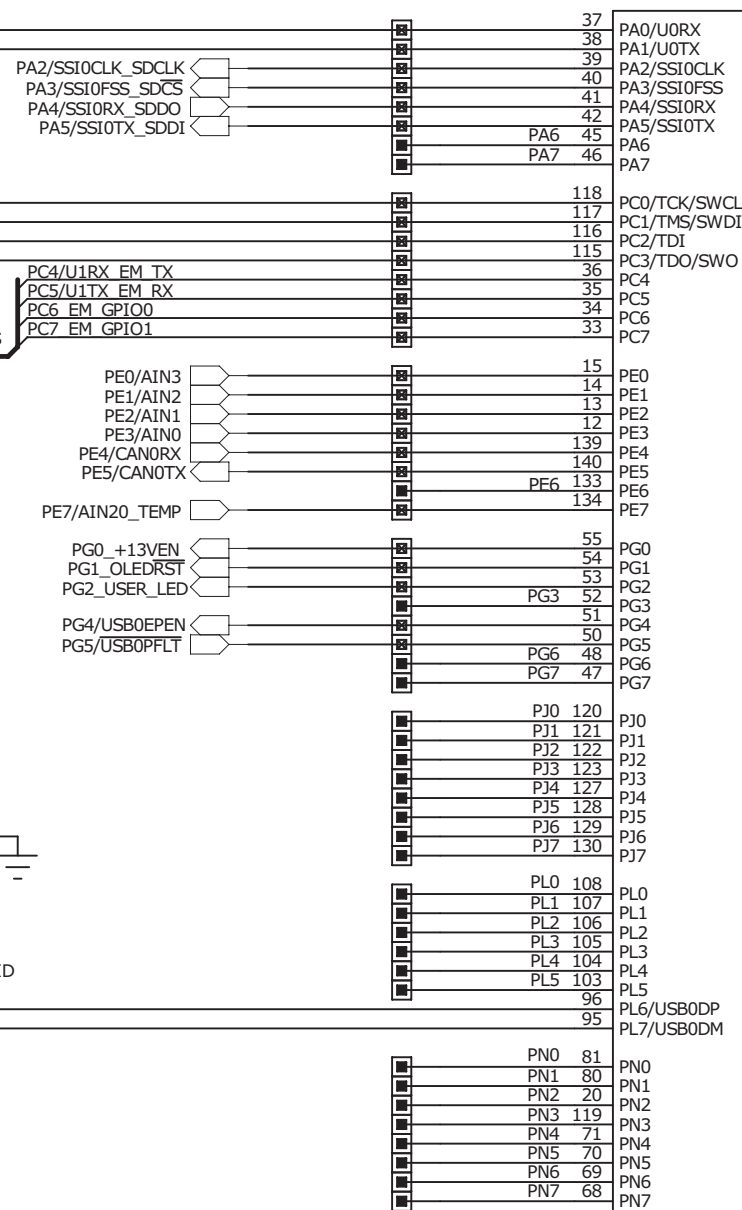 37 PA0/U0RX
38 PA1/U0TX
PA2/SSI0CLK_SDCLK 39 PA2/SSI0CLK
PA3/SSI0FSS_SDCS 40 PA3/SSI0FSS
PA4/SSI0RX_SDDO 41 PA4/SSI0RX
PA5/SSI0TX_SDDI 42 PA5/SSI0TX
PA6 45 PA6
PA7 46 PA7
118 PC0/TCK/SWCL
117 PC1/TMS/SWDI
116 PC2/TDI
115 PC3/TDO/SWO
PC4/U1RX_EM_TX 36 PC4
PC5/U1TX_EM_RX 35 PC5
PC6_EM_GPIO0 34 PC6
PC7_EM_GPIO1 33 PC7
PE0/AIN3 15 PE0
PE1/AIN2 14 PE1
PE2/AIN1 13 PE2
PE3/AIN0 12 PE3
PE4/CAN0RX 139 PE4
PE5/CAN0TX 140 PE5
PE6 133 PE6
PE7/AIN20_TEMP 134 PE7
PG0_+13VEN 55 PG0
PG1_OLEDRST 54 PG1
PG2_USER_LED 53 PG2
PG3 52 PG3
PG4/USB0EPEN 51 PG4
PG5/USB0PFLT 50 PG5
PG6 48 PG6
PG7 47 PG7
PJ0 120 PJ0
PJ1 121 PJ1
PJ2 122 PJ2
PJ3 123 PJ3
PJ4 127 PJ4
PJ5 128 PJ5
PJ6 129 PJ6
PJ7 130 PJ7
PL0 108 PL0
PL1 107 PL1
PL2 106 PL2
PL3 105 PL3
PL4 104 PL4
ID
PL5 103 PL5
96 PL6/USB0DP
95 PL7/USB0DM
PN0 81 PN0
PN1 80 PN1
PN2 20 PN2
PN3 119 PN3
PN4 71 PN4
PN5 70 PN5
PN6 69 PN6
PN7 68 PN7